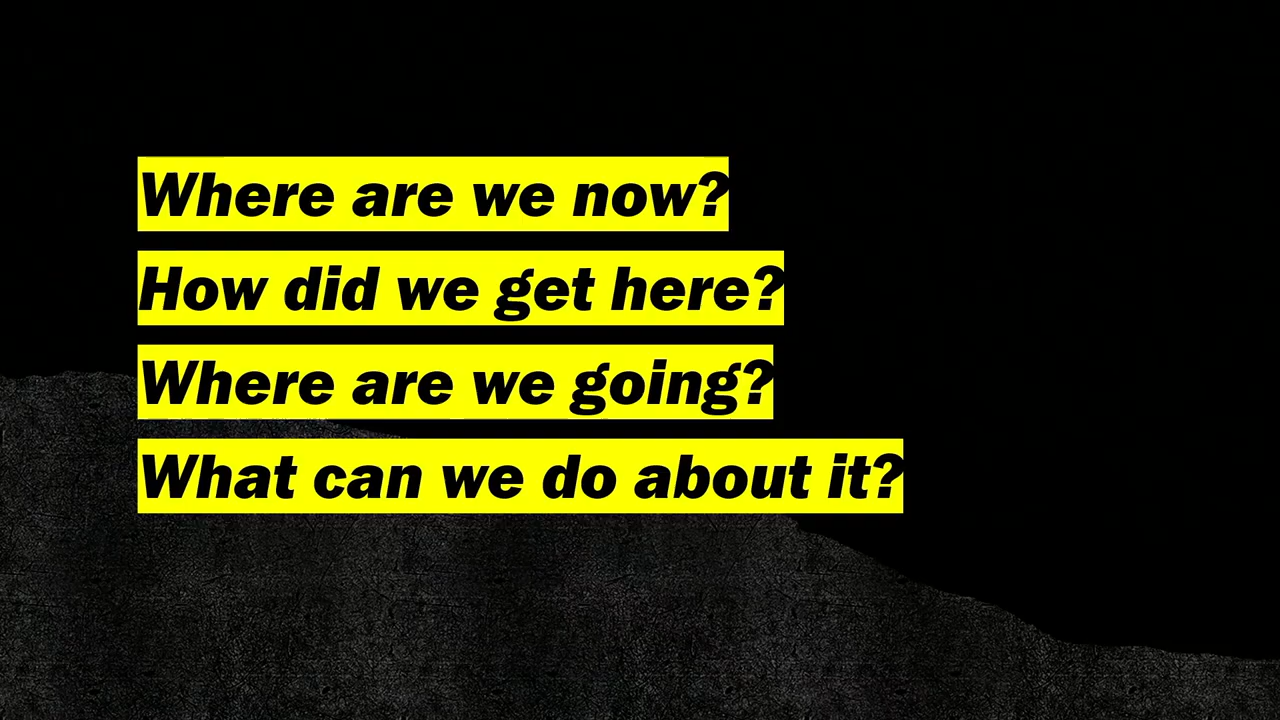 Where are we now?
How did we get here?
Where are we going?
What can we do about it?